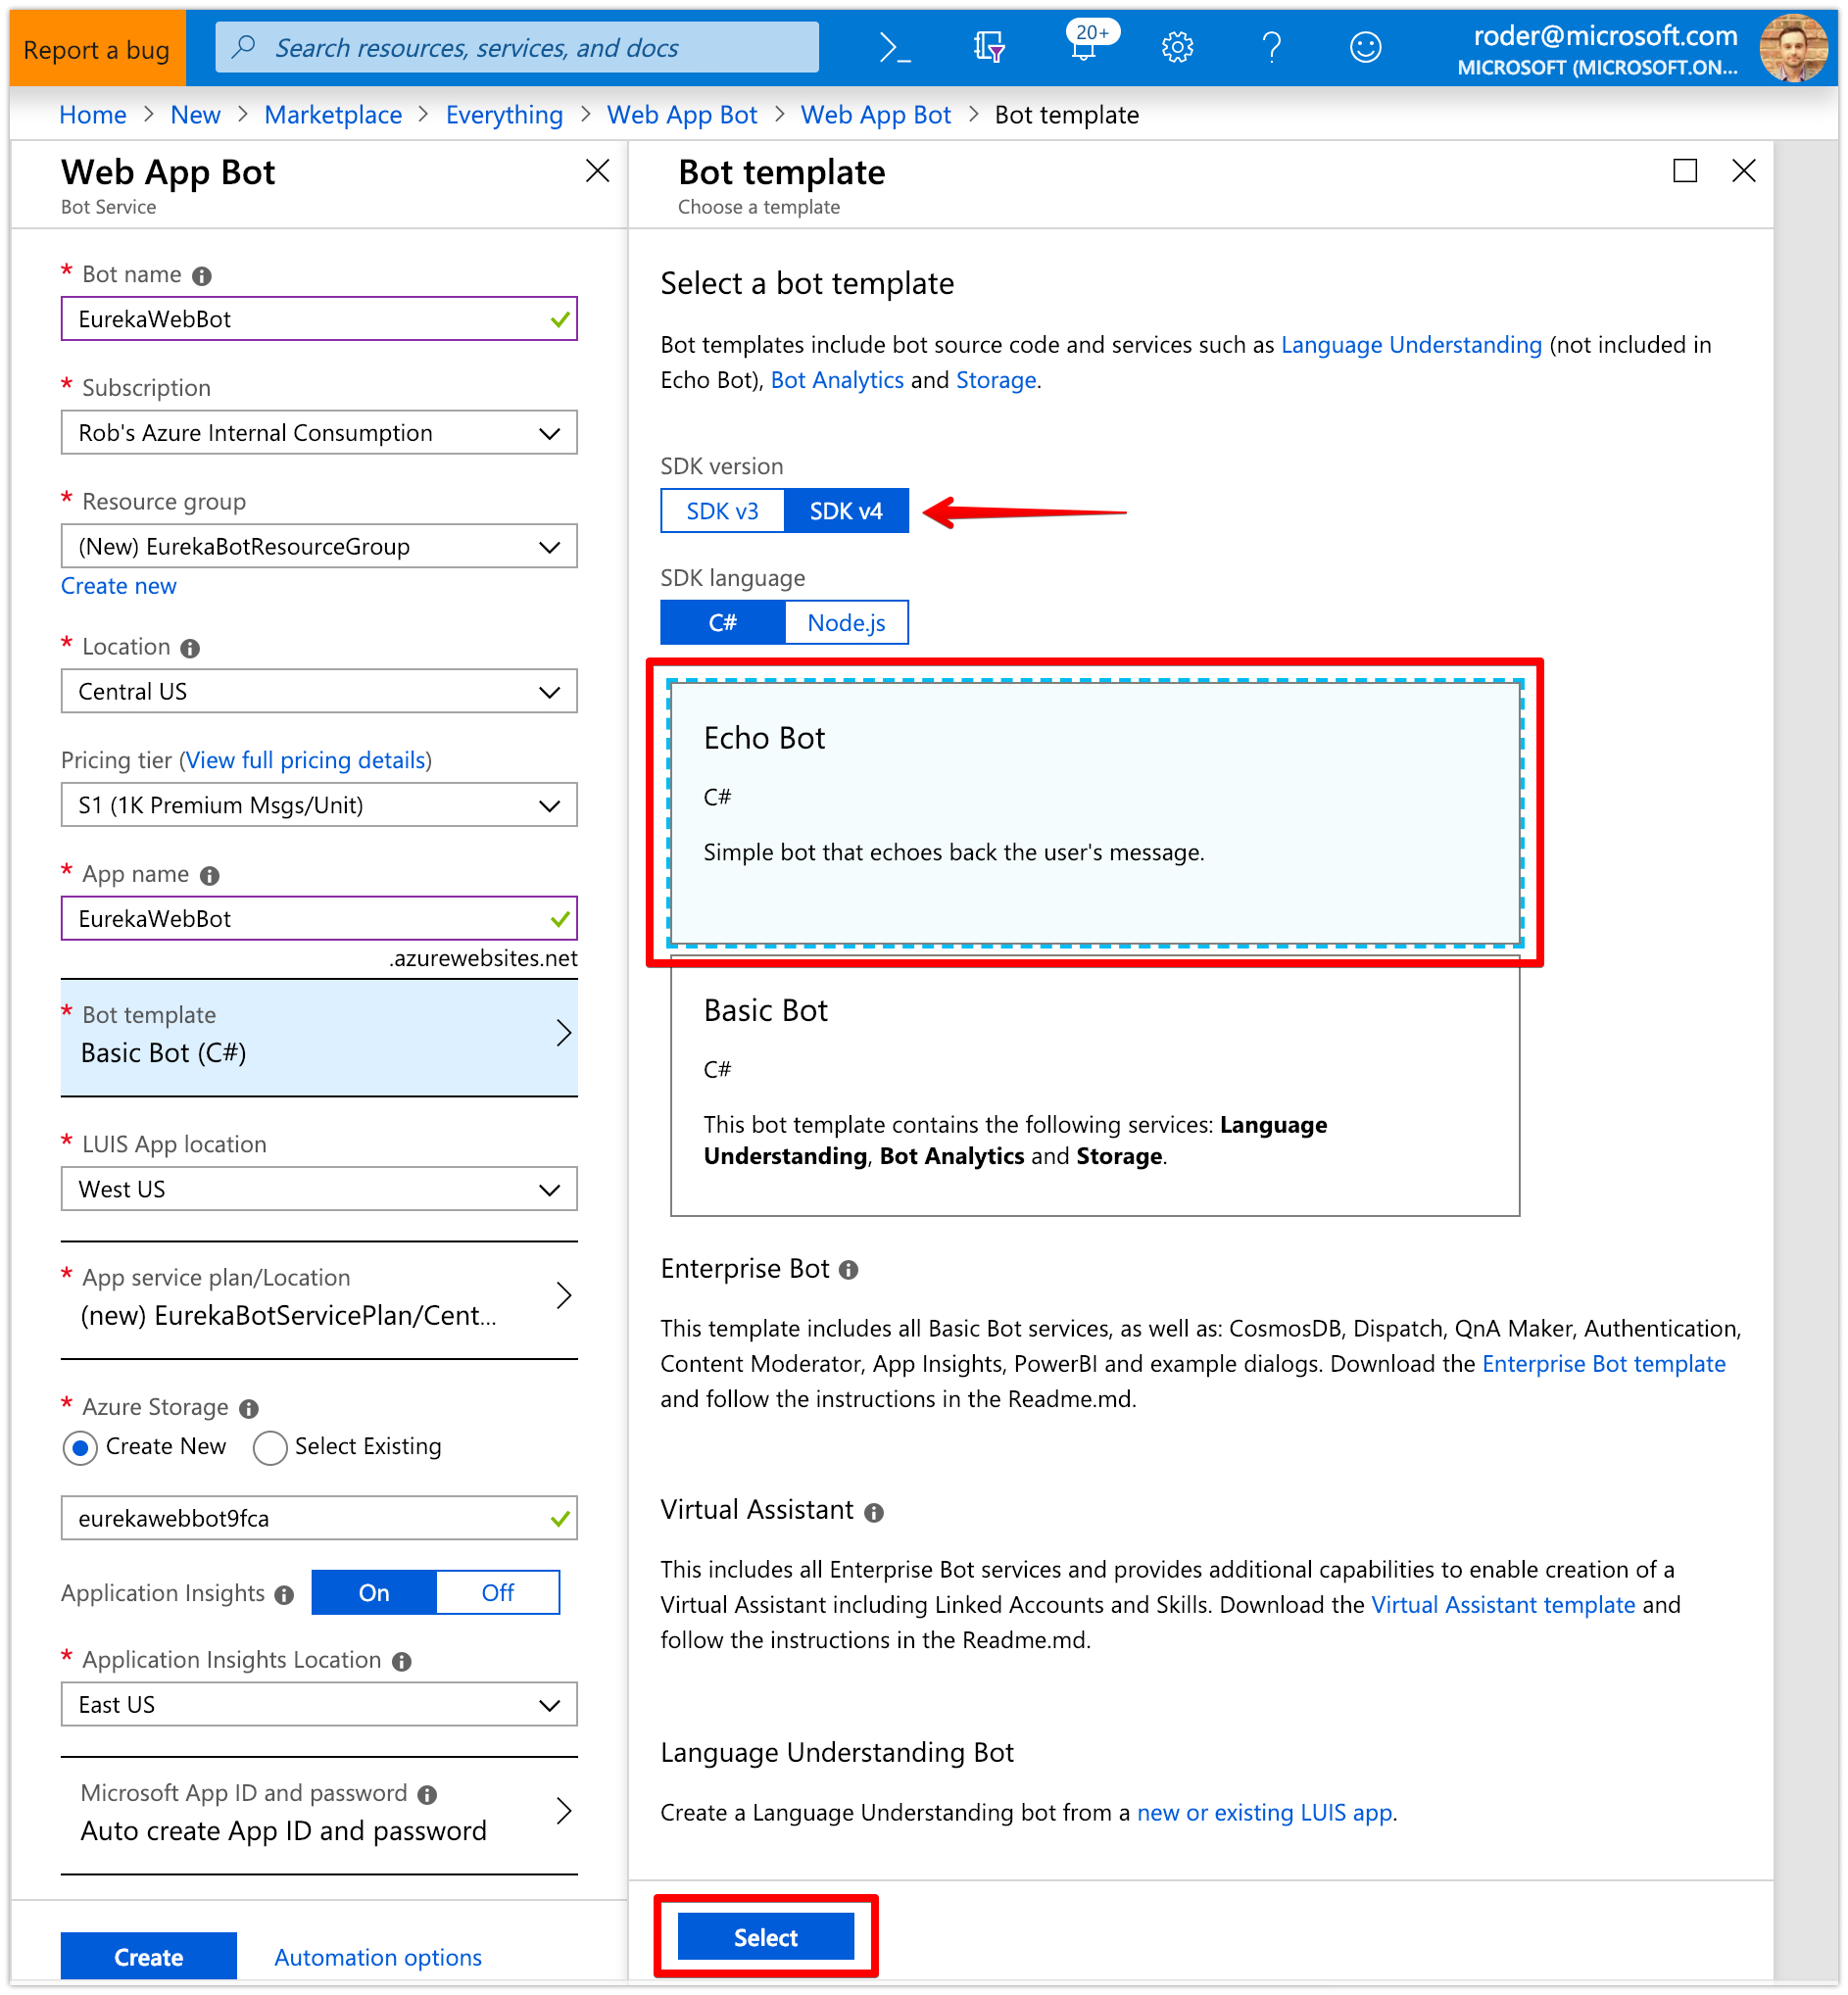 Report a bug
Search resources, services, and docs
20+
roder@microsoft.com
MICROSOFT (MICROSOFT.ON...
Home > New > Marketplace > Everything > Web App Bot > Web App Bot > Bot template
Web App Bot
Bot Service
* Bot name
EurekaWebBot
* Subscription
Rob's Azure Internal Consumption
* Resource group
(New) EurekaBotResourceGroup
Create new
* Location
Central US
Pricing tier (View full pricing details)
S1 (1K Premium Msgs/Unit)
* App name
EurekaWebBot
.azurewebsites.net
* Bot template
Basic Bot (C#)
* LUIS App location
West US
* App service plan/Location
(new) EurekaBotServicePlan/Cent...
* Azure Storage
Create New Select Existing
eurekawebbot9fca
Application Insights On Off
* Application Insights Location
East US
Microsoft App ID and password
Auto create App ID and password
Create Automation options
Bot template
Choose a template
Select a bot template
Bot templates include bot source code and services such as Language Understanding (not included in
Echo Bot), Bot Analytics and Storage.
SDK version
SDK v3 SDK v4
SDK language
C# Node.js
Echo Bot
C#
Simple bot that echoes back the user's message.
Basic Bot
C#
This bot template contains the following services: Language
Understanding, Bot Analytics and Storage.
Enterprise Bot
This template includes all Basic Bot services, as well as: CosmosDB, Dispatch, QnA Maker, Authentication,
Content Moderator, App Insights, PowerBI and example dialogs. Download the Enterprise Bot template
and follow the instructions in the Readme.md.
Virtual Assistant
This includes all Enterprise Bot services and provides additional capabilities to enable creation of a
Virtual Assistant including Linked Accounts and Skills. Download the Virtual Assistant template and
follow the instructions in the Readme.md.
Language Understanding Bot
Create a Language Understanding bot from a new or existing LUIS app.
Select